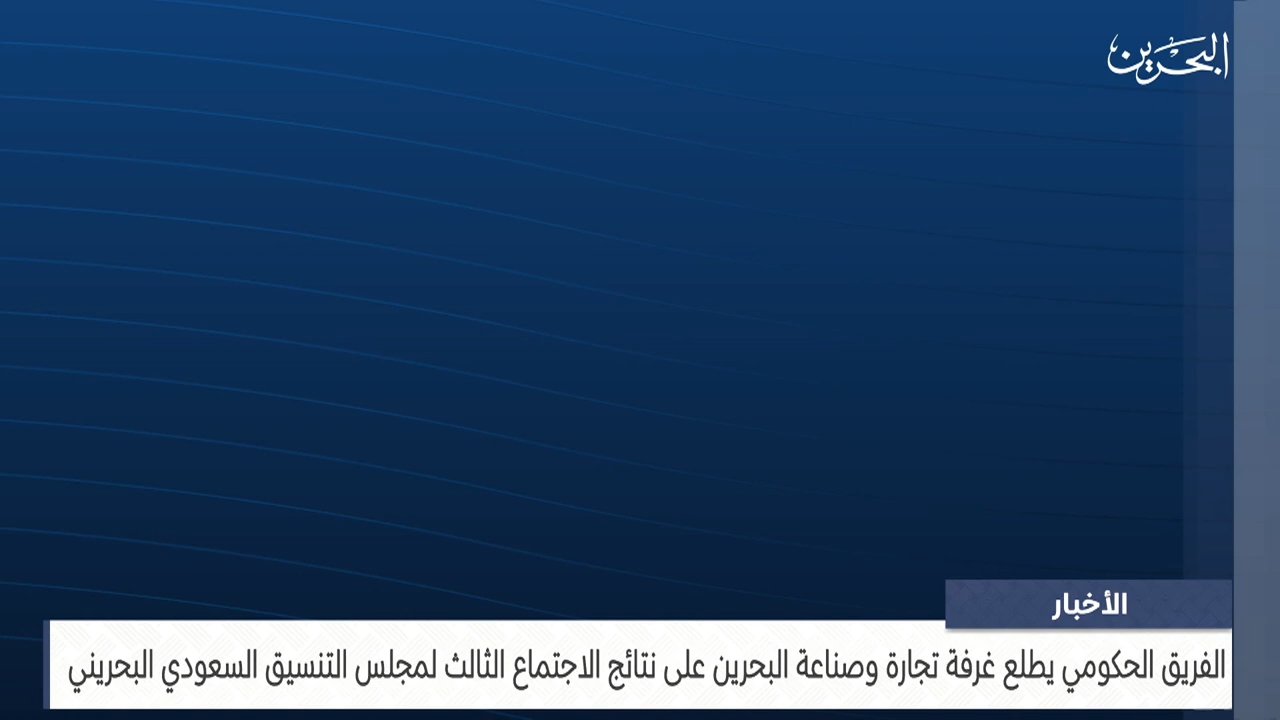 البحرين
الأخبار
الفريق الحكومي يطلع غرفة تجارة وصناعة البحرين على نتائج الاجتماع الثالث لمجلس التنسيق السعودي البحريني